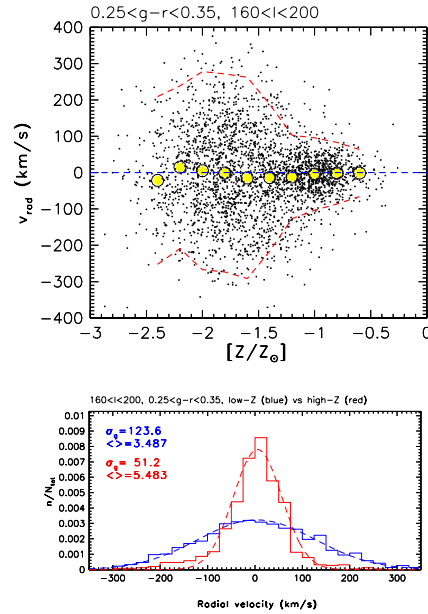 0.25<g-r<0.35, 160<l<200
400
300
200
100
0
-100
-200
-300
-400
v_rad (km/s)
-3 -2.5 -2 -1.5 -1 -0.5 0
[Z/Z⊙]
160<l<200, 0.25<g-r<0.35, low-Z (blue) vs high-Z (red)
0.01
0.009
0.008
0.007
0.006
0.005
0.004
0.003
0.002
0.001
0
n/N_tot
σ_g=123.6
<>=3.487
σ_g= 51.2
<>=5.483
-300 -200 -100 0 100 200 300
Radial velocity (km/s)